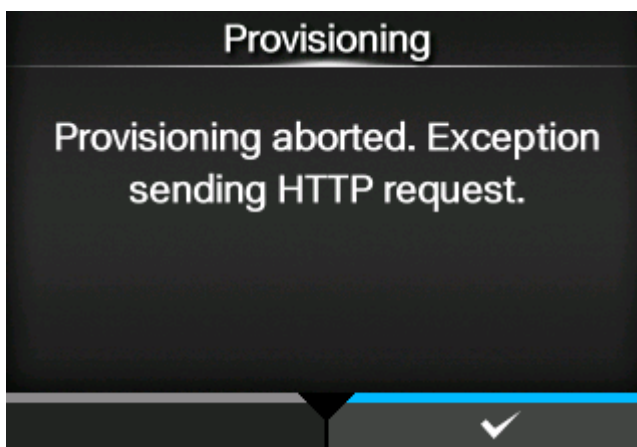 Provisioning
Provisioning aborted. Exception
sending HTTP request.